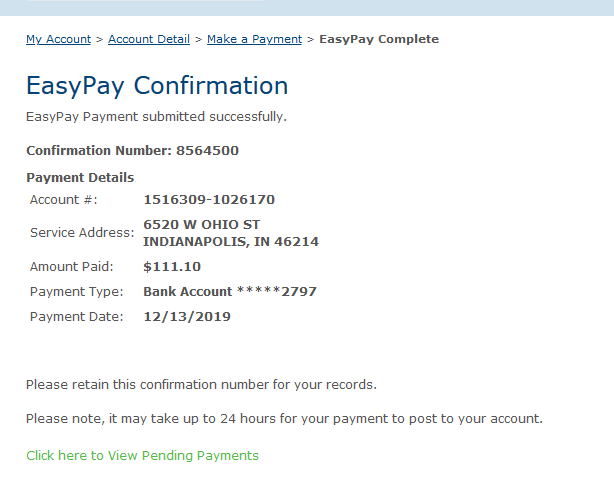 My Account > Account Detail > Make a Payment > EasyPay Complete
EasyPay Confirmation
EasyPay Payment submitted successfully.
Confirmation Number: 8564500
Payment Details
Account #: 1516309-1026170
Service Address: 6520 W OHIO ST
INDIANAPOLIS, IN 46214
Amount Paid: $111.10
Payment Type: Bank Account *****2797
Payment Date: 12/13/2019
Please retain this confirmation number for your records.
Please note, it may take up to 24 hours for your payment to post to your account.
Click here to View Pending Payments